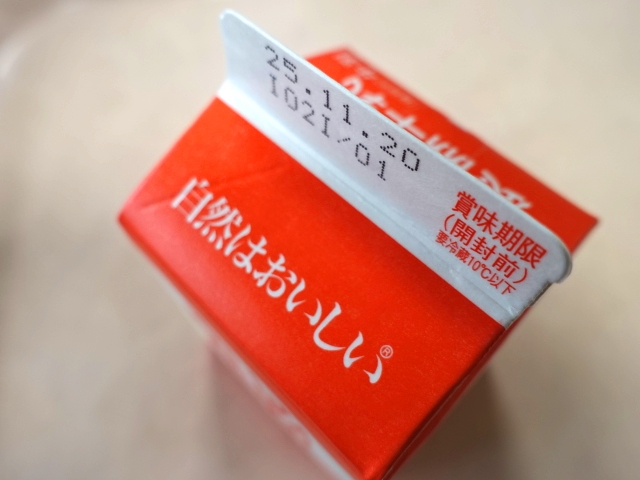 25.11.20
1021/01
賞味期限
(開封前)
要冷蔵10℃以下
自然はおいしい®